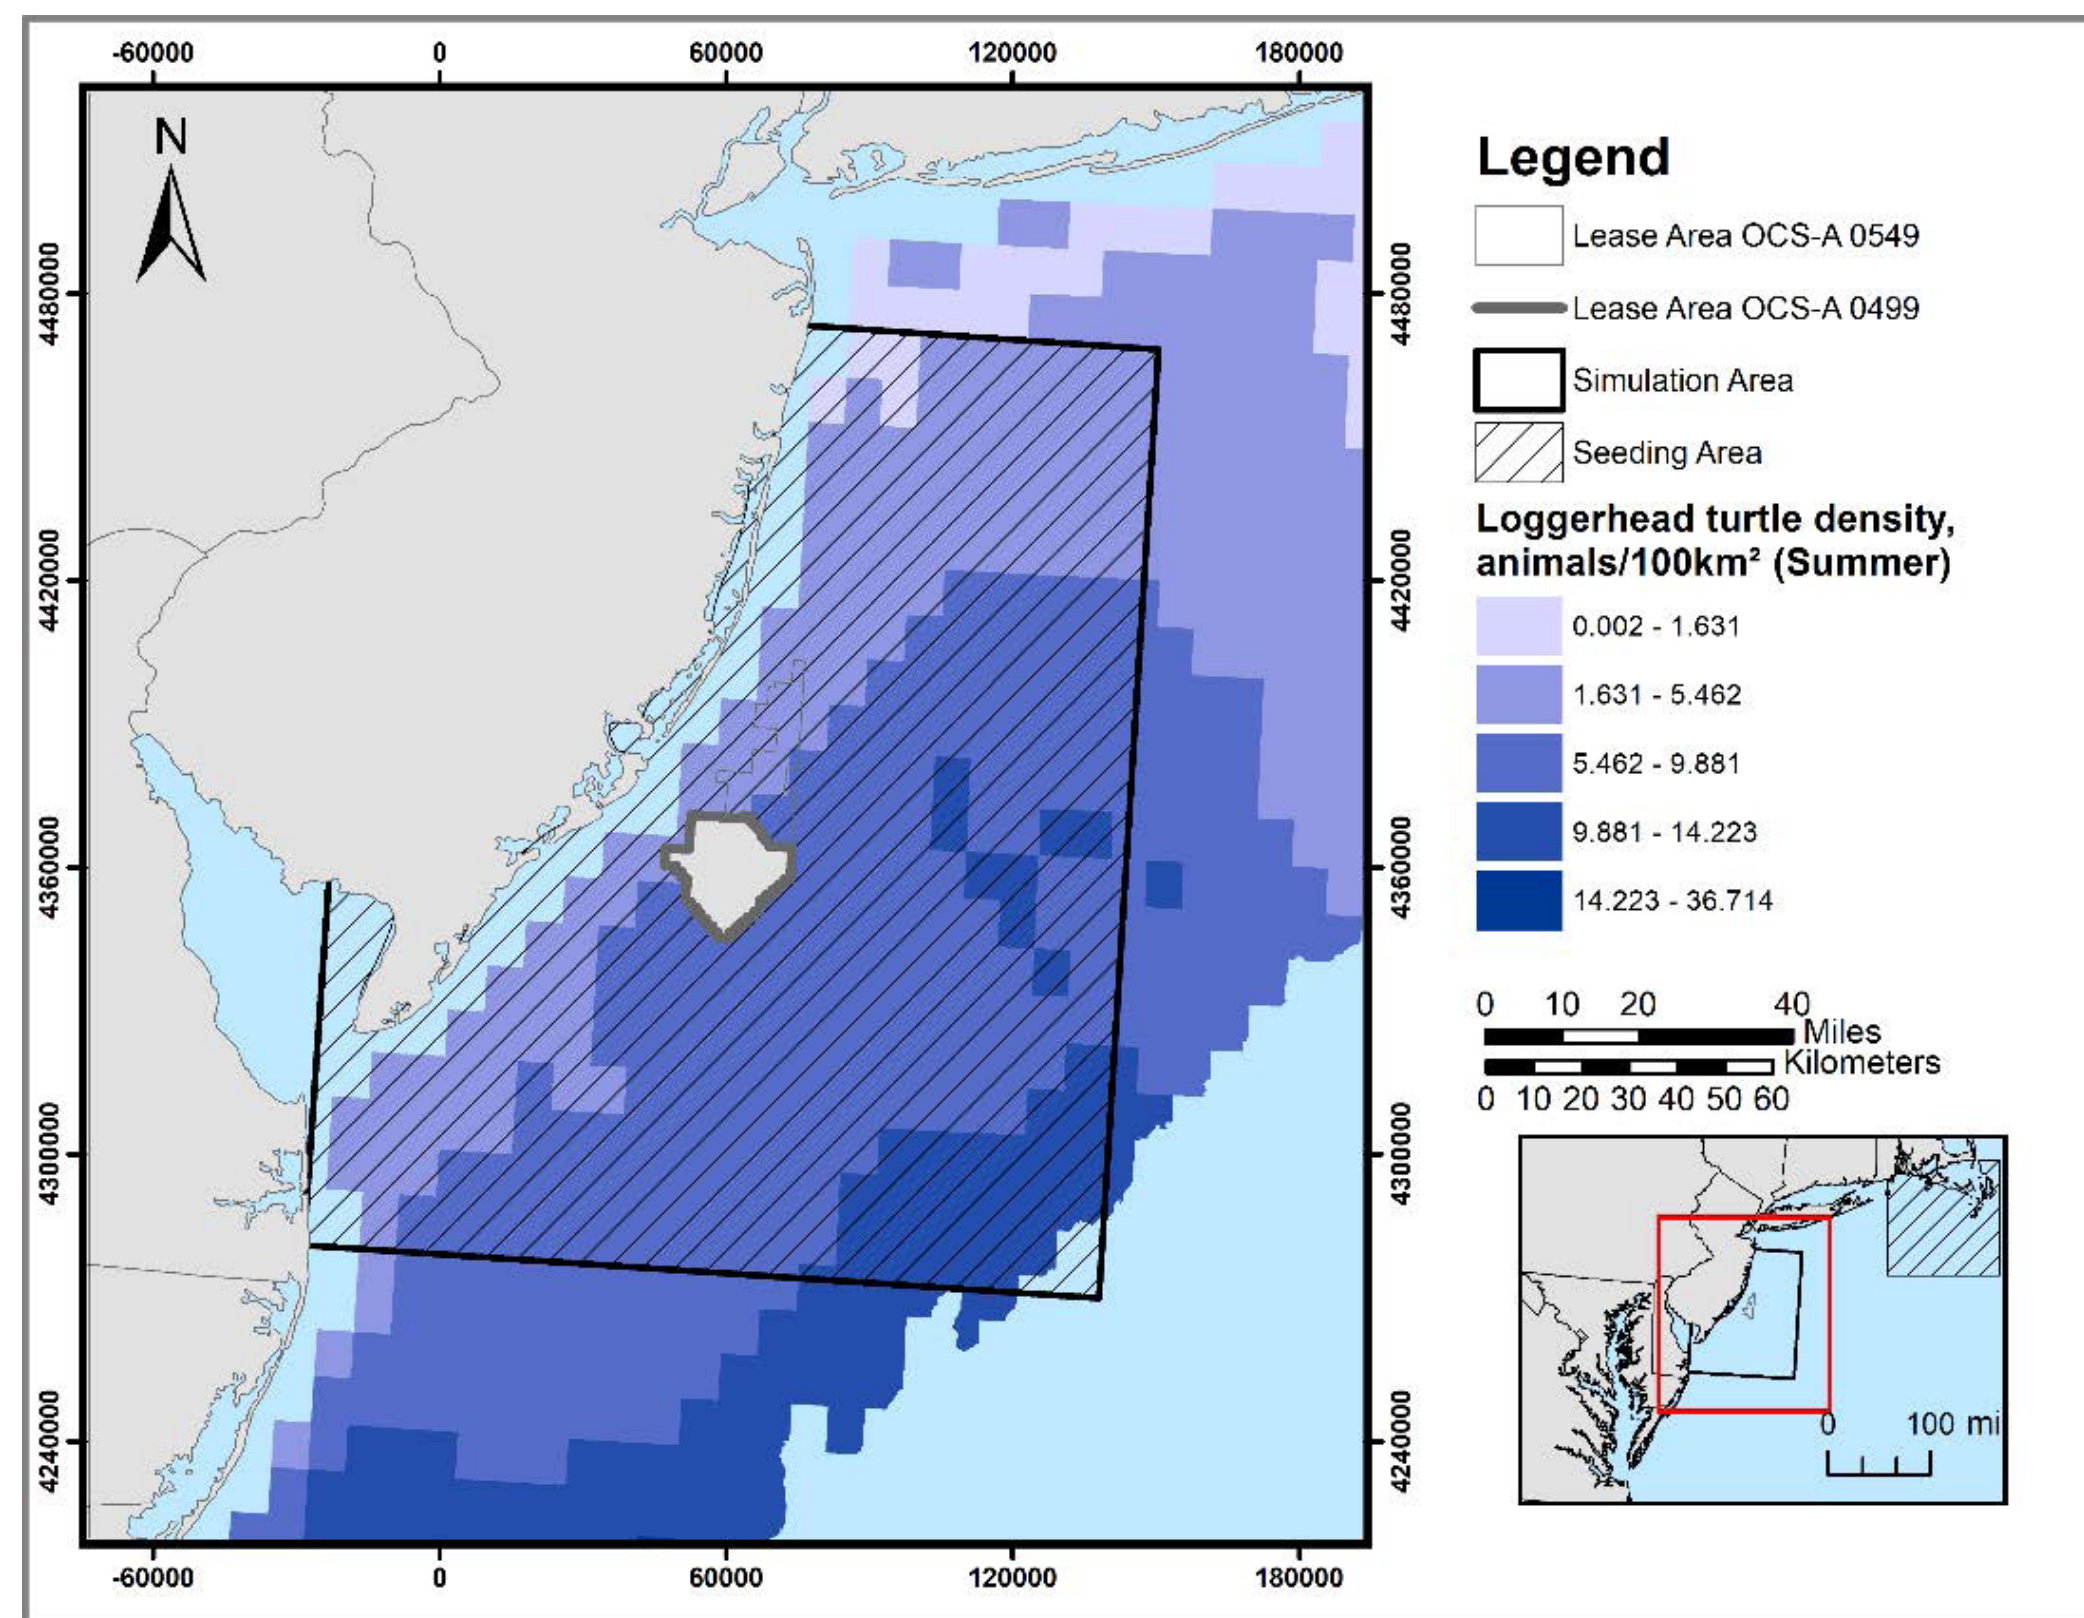 -60000 0 60000 120000 180000
N
4480000 4480000
4420000 4420000
4360000 4360000
4300000 4300000
4240000 4240000
-60000 0 60000 120000 180000
Legend
Lease Area OCS-A 0549
Lease Area OCS-A 0499
Simulation Area
Seeding Area
Loggerhead turtle density,
animals/100km² (Summer)
0.002 - 1.631
1.631 - 5.462
5.462 - 9.881
9.881 - 14.223
14.223 - 36.714
0 10 20 40
Miles
Kilometers
0 10 20 30 40 50 60
0 100 mi